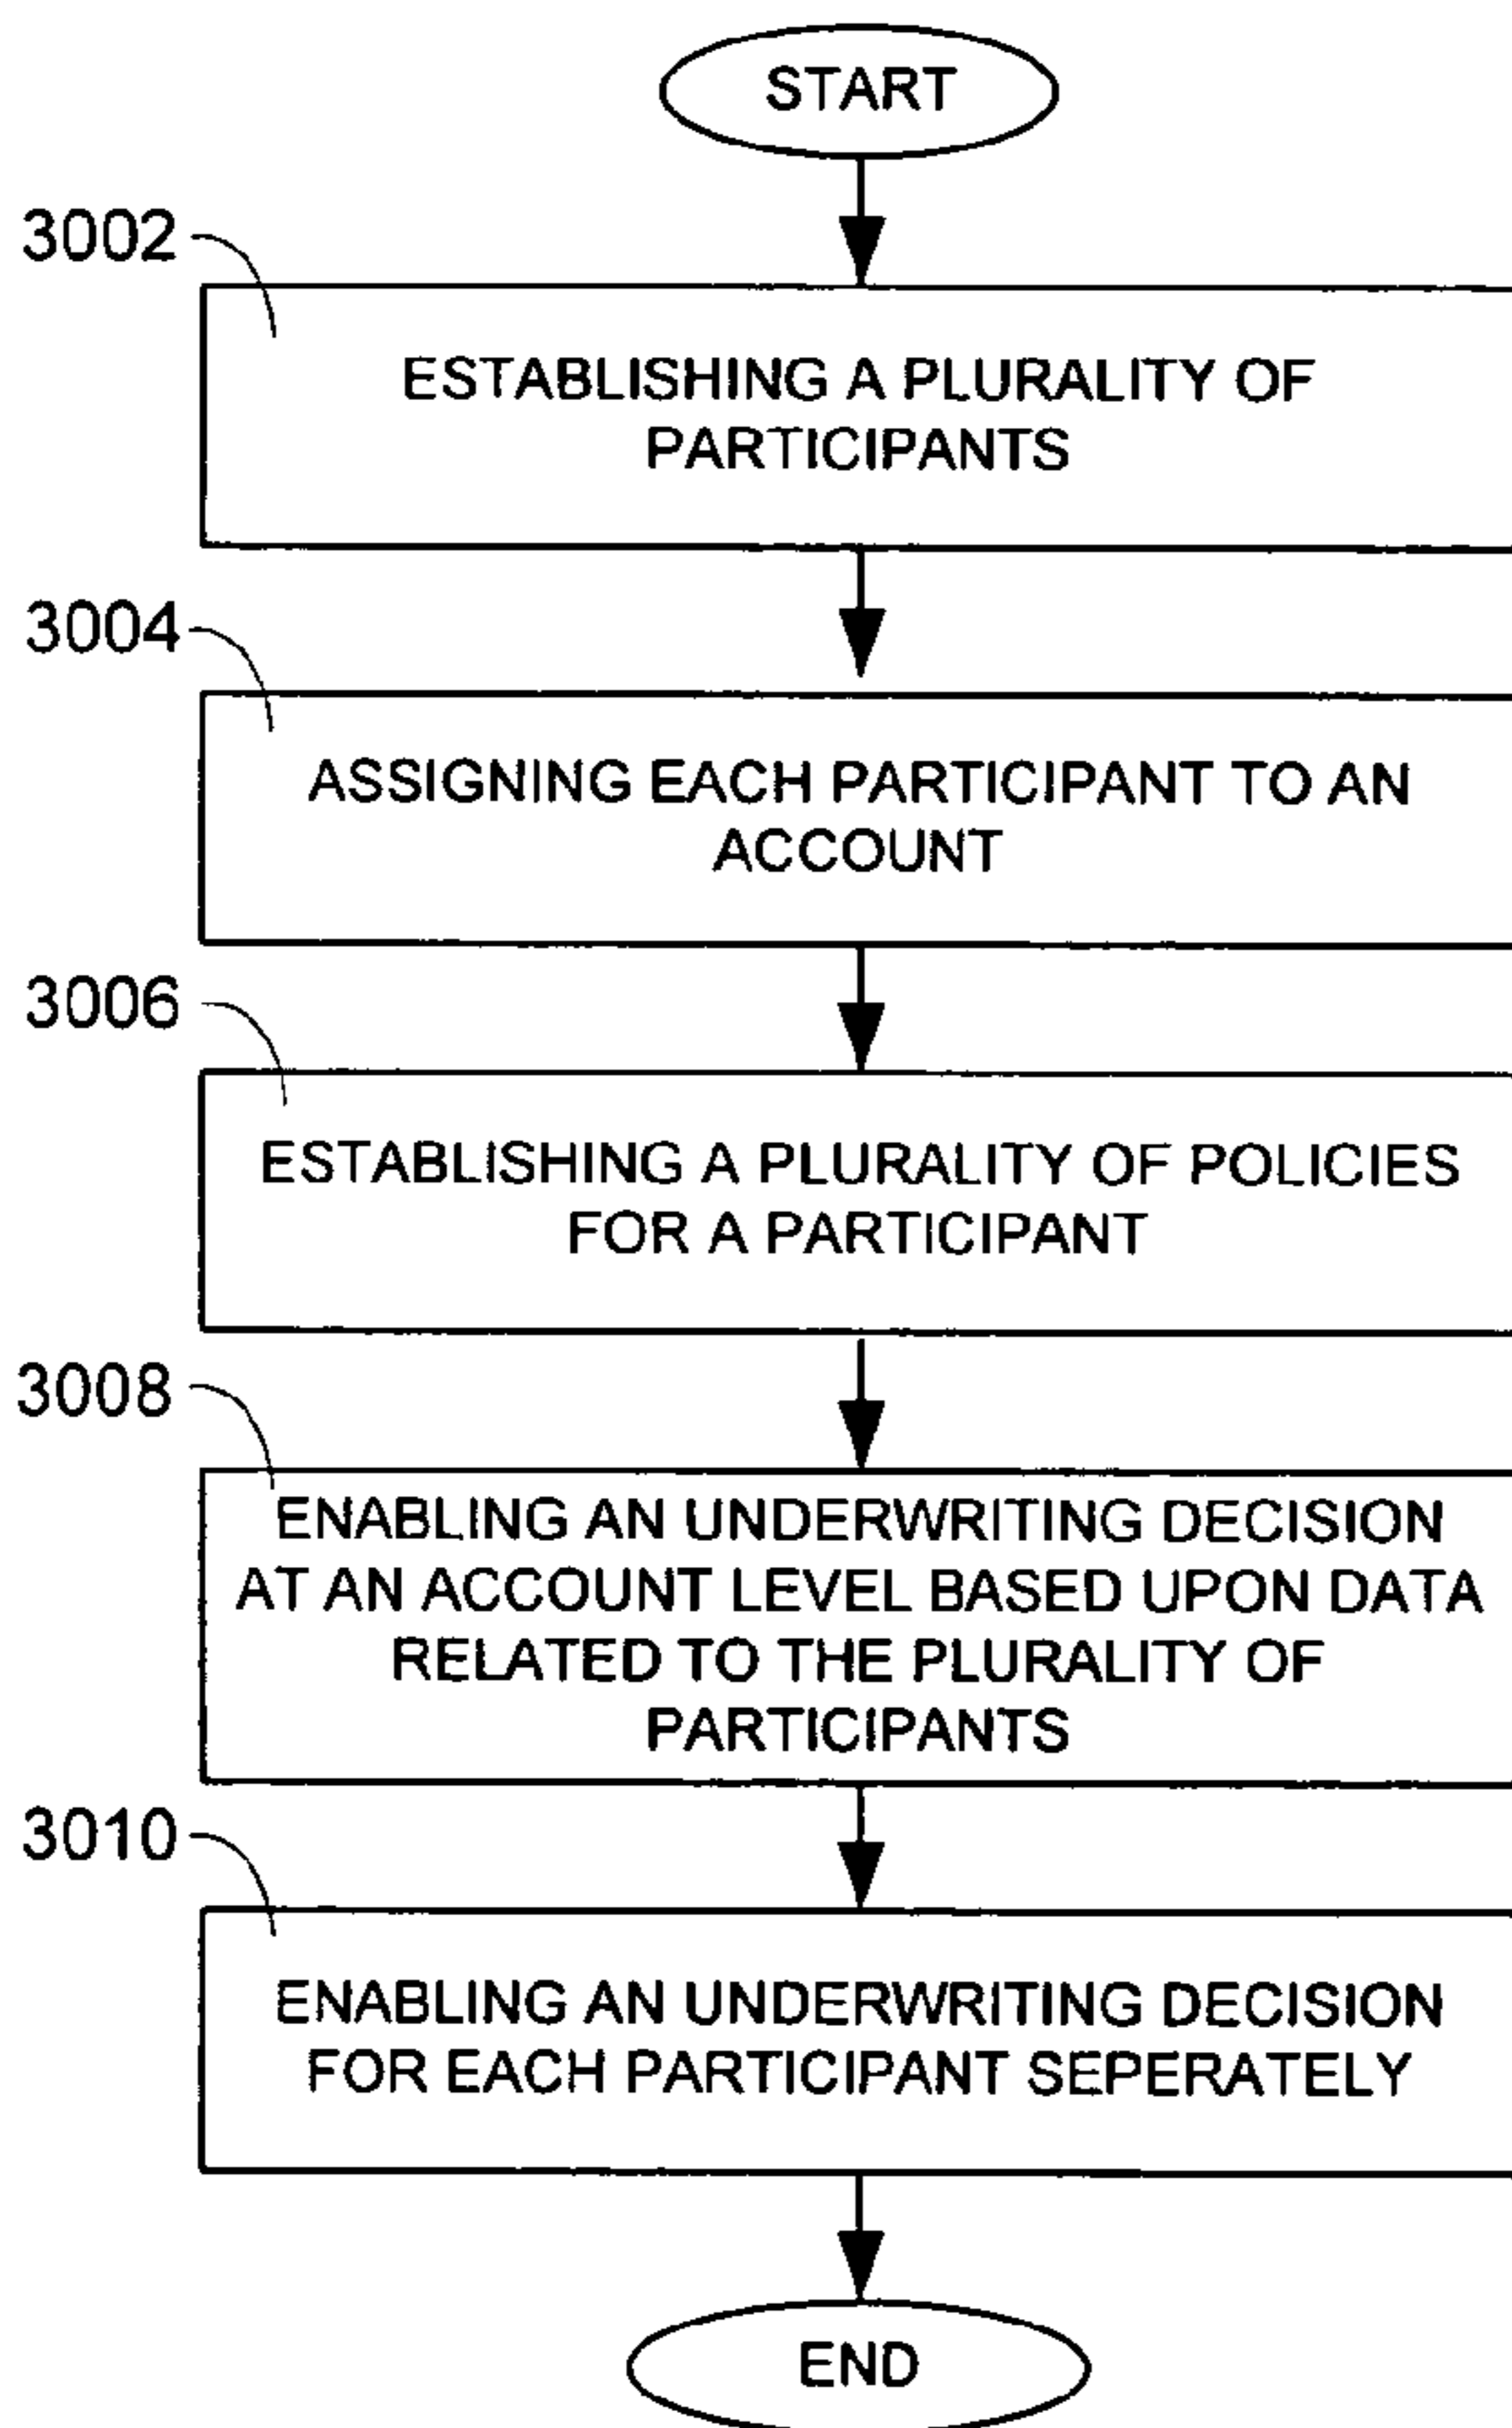 START
3002
ESTABLISHING A PLURALITY OF
PARTICIPANTS
3004
ASSIGNING EACH PARTICIPANT TO AN
ACCOUNT
3006
ESTABLISHING A PLURALITY OF POLICIES
FOR A PARTICIPANT
3008
ENABLING AN UNDERWRITING DECISION
AT AN ACCOUNT LEVEL BASED UPON DATA
RELATED TO THE PLURALITY OF
PARTICIPANTS
3010
ENABLING AN UNDERWRITING DECISION
FOR EACH PARTICIPANT SEPERATELY
END